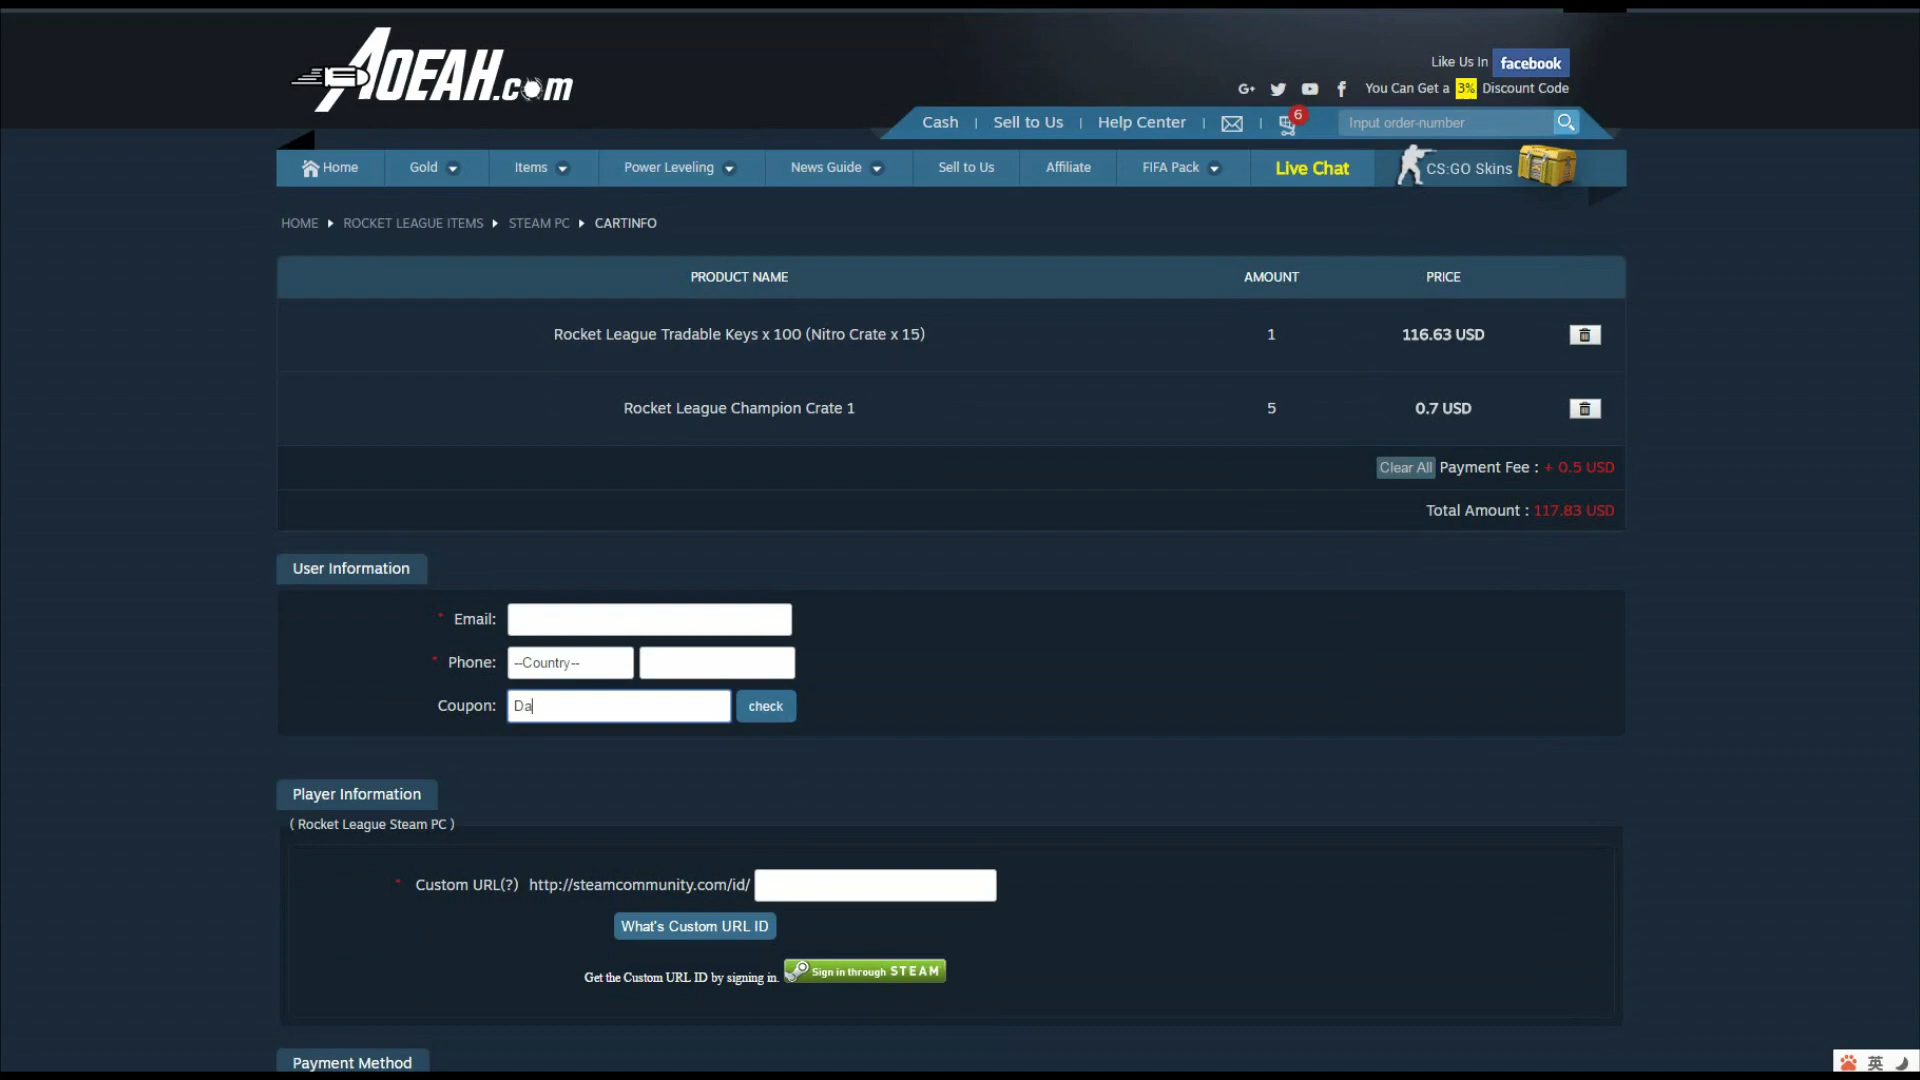 AOEAH.com
Like Us In facebook
G+ You Can Get a 3% Discount Code
Cash | Sell to Us | Help Center | | 6 Input order-number
Home Gold Items Power Leveling News Guide Sell to Us Affiliate FIFA Pack Live Chat CS:GO Skins
HOME ROCKET LEAGUE ITEMS STEAM PC CARTINFO
PRODUCT NAME AMOUNT PRICE
Rocket League Tradable Keys x 100 (Nitro Crate x 15) 1 116.63 USD
Rocket League Champion Crate 1 5 0.7 USD
Clear All Payment Fee : + 0.5 USD
Total Amount : 117.83 USD
User Information
* Email:
* Phone: --Country--
Coupon: Da check
Player Information
( Rocket League Steam PC )
* Custom URL(?) http://steamcommunity.com/id/
What's Custom URL ID
Get the Custom URL ID by signing in. Sign in through STEAM
Payment Method
英